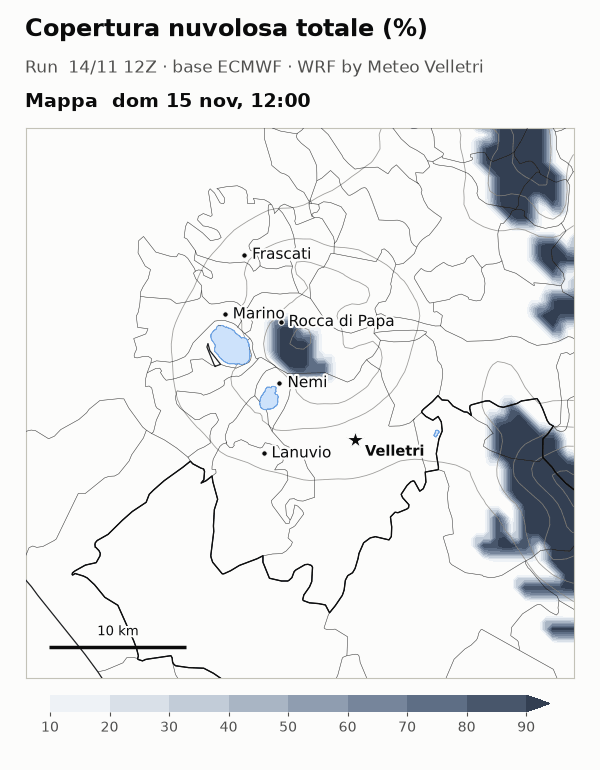 Copertura nuvolosa totale (%)
Run  14/11 12Z · base ECMWF · WRF by Meteo Velletri
Mappa  dom 15 nov, 12:00
Frascati
Marino
Rocca di Papa
Nemi
Velletri
Lanuvio
10 km
10 20 30 40 50 60 70 80 90